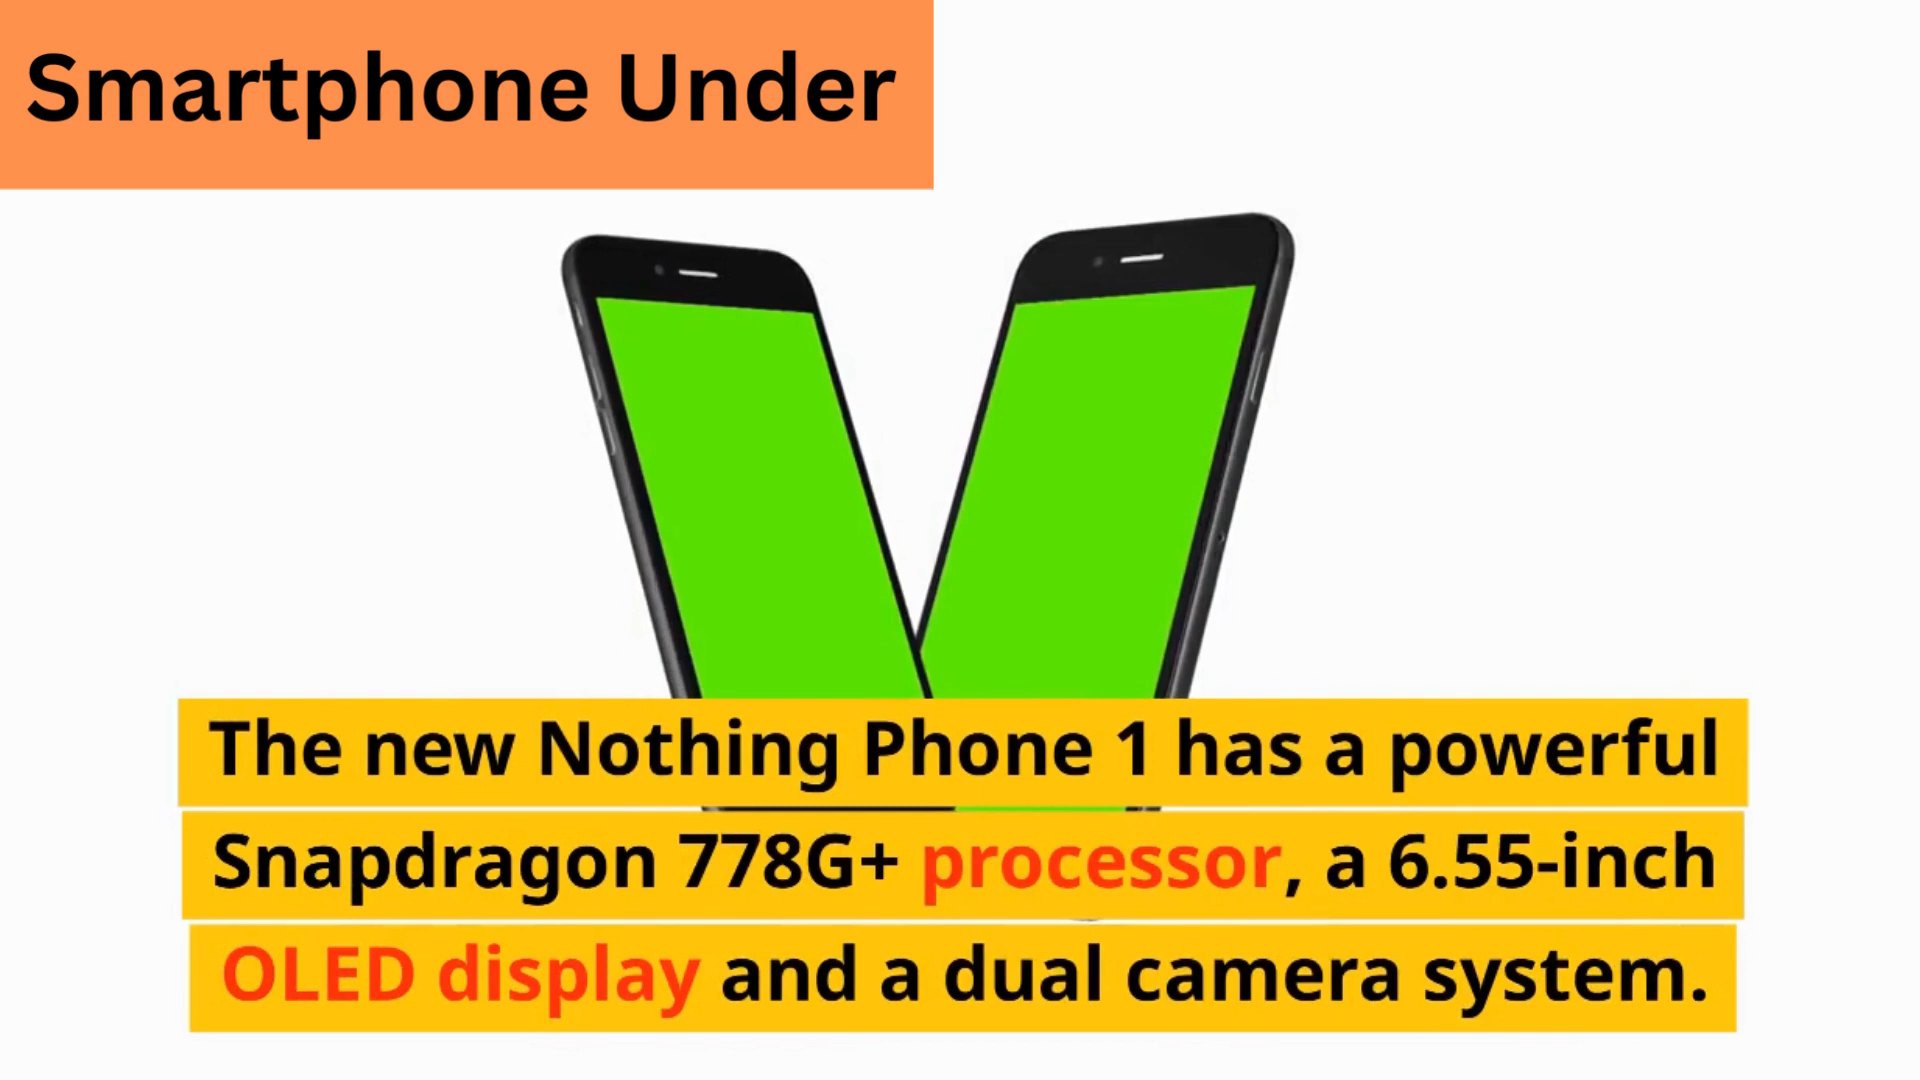 Smartphone Under
The new Nothing Phone 1 has a powerful
Snapdragon 778G+ processor, a 6.55-inch
OLED display and a dual camera system.